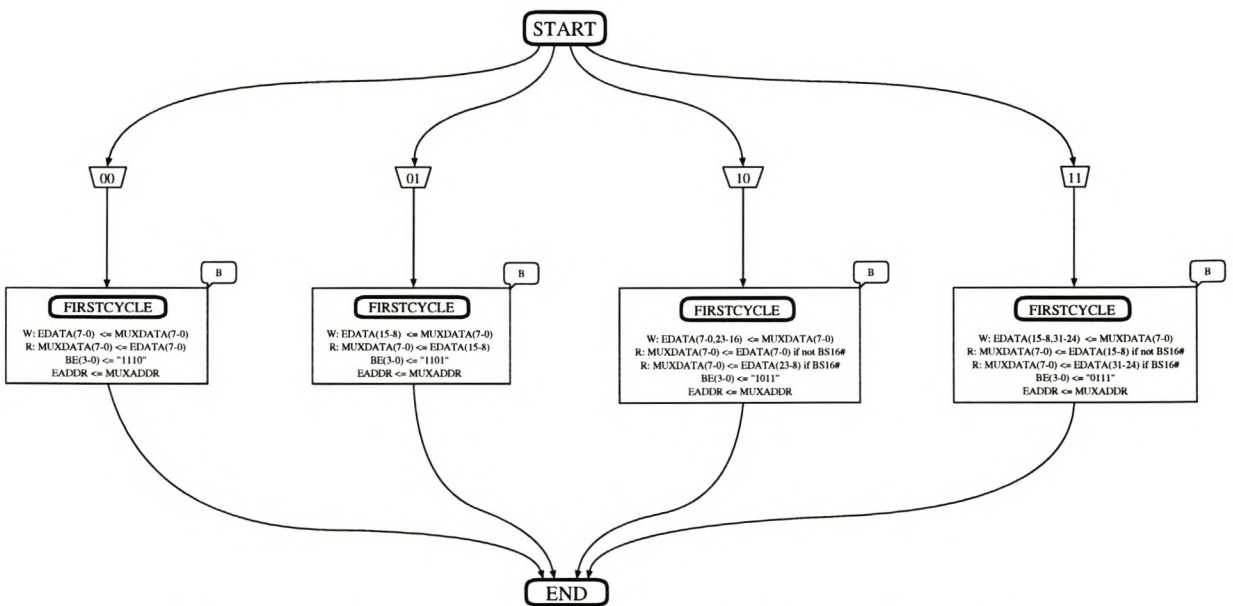 START
00
01
10
11
B
B
B
B
FIRSTCYCLE
W: EDATA(7-0) <= MUXDATA(7-0)
R: MUXDATA(7-0) <= EDATA(7-0)
BE(3-0) <= "1110"
EADDR <= MUXADDR
FIRSTCYCLE
W: EDATA(15-8) <= MUXDATA(7-0)
R: MUXDATA(7-0) <= EDATA(15-8)
BE(3-0) <= "1101"
EADDR <= MUXADDR
FIRSTCYCLE
W: EDATA(7-0,23-16) <= MUXDATA(7-0)
R: MUXDATA(7-0) <= EDATA(7-0) if not BS16#
R: MUXDATA(7-0) <= EDATA(23-8) if BS16#
BE(3-0) <= "1011"
EADDR <= MUXADDR
FIRSTCYCLE
W: EDATA(15-8,31-24) <= MUXDATA(7-0)
R: MUXDATA(7-0) <= EDATA(15-8) if not BS16#
R: MUXDATA(7-0) <= EDATA(31-24) if BS16#
BE(3-0) <= "0111"
EADDR <= MUXADDR
END